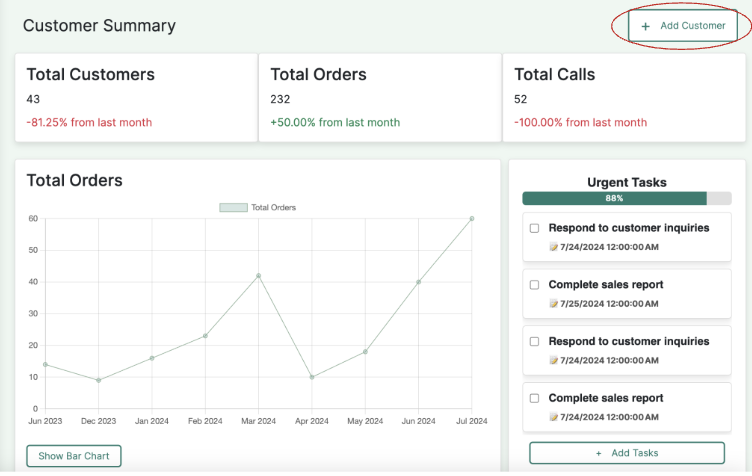 Customer Summary
+ Add Customer
Total Customers
43
-81.25% from last month
Total Orders
232
+50.00% from last month
Total Calls
52
-100.00% from last month
Total Orders
Total Orders
60
50
40
30
20
10
0
Jun 2023 Dec 2023 Jan 2024 Feb 2024 Mar 2024 Apr 2024 May 2024 Jun 2024 Jul 2024
Show Bar Chart
Urgent Tasks
88%
Respond to customer inquiries
7/24/2024 12:00:00 AM
Complete sales report
7/25/2024 12:00:00 AM
Respond to customer inquiries
7/24/2024 12:00:00 AM
Complete sales report
7/24/2024 12:00:00 AM
+ Add Tasks